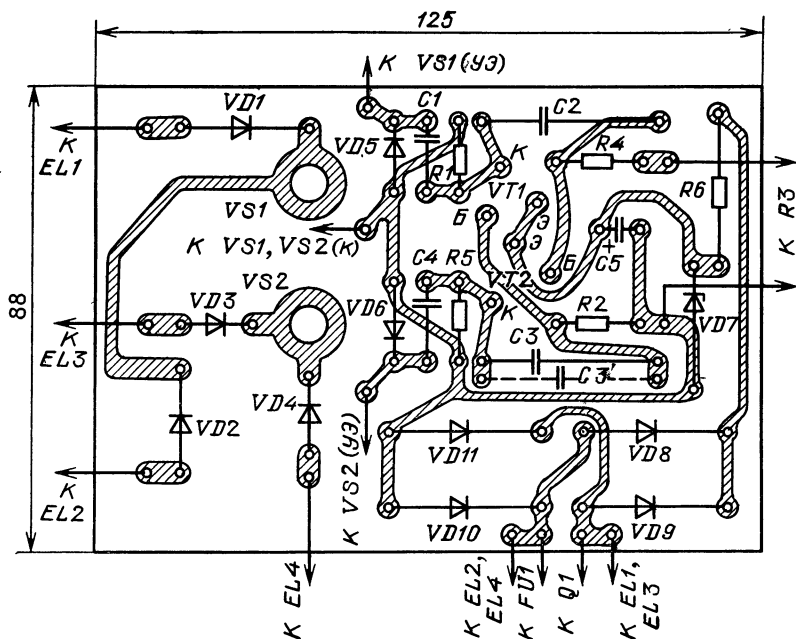 125
К VS1(УЭ)
VD1
C1
C2
К
EL1
VD5
R1
К
VT1
R4
R6
К R3
VS1
К VS1, VS2(К)
Б
Э
Э
Б
C5
+
88
VS2
C4
R5
VT2
VD3
К
EL3
VD6
К
R2
VD7
C3
C3'
VD2
VD4
К VS2(УЭ)
VD11
VD8
К
EL2
VD10
VD9
К EL4
К EL2,
EL4
К FU1
К Q1
К EL1,
EL3